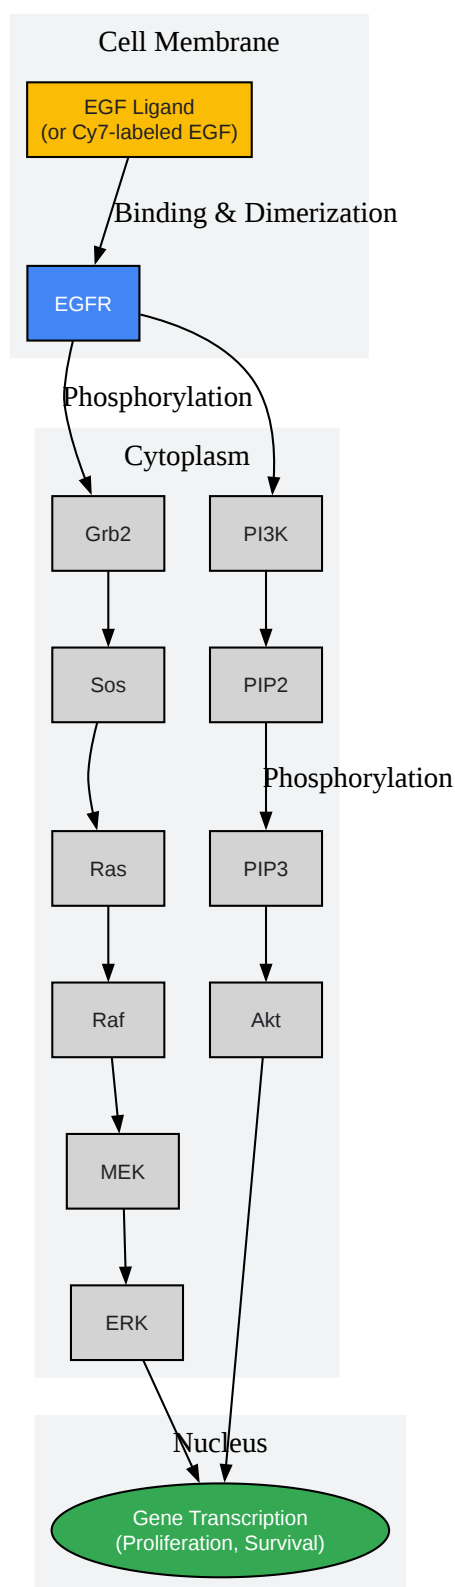 Cell Membrane
EGF Ligand
(or Cy7-labeled EGF)
Binding & Dimerization
EGFR
Phosphorylation
Cytoplasm
Grb2
PI3K
Sos
PIP2
Phosphorylation
Ras
PIP3
Raf
Akt
MEK
ERK
Nucleus
Gene Transcription
(Proliferation, Survival)